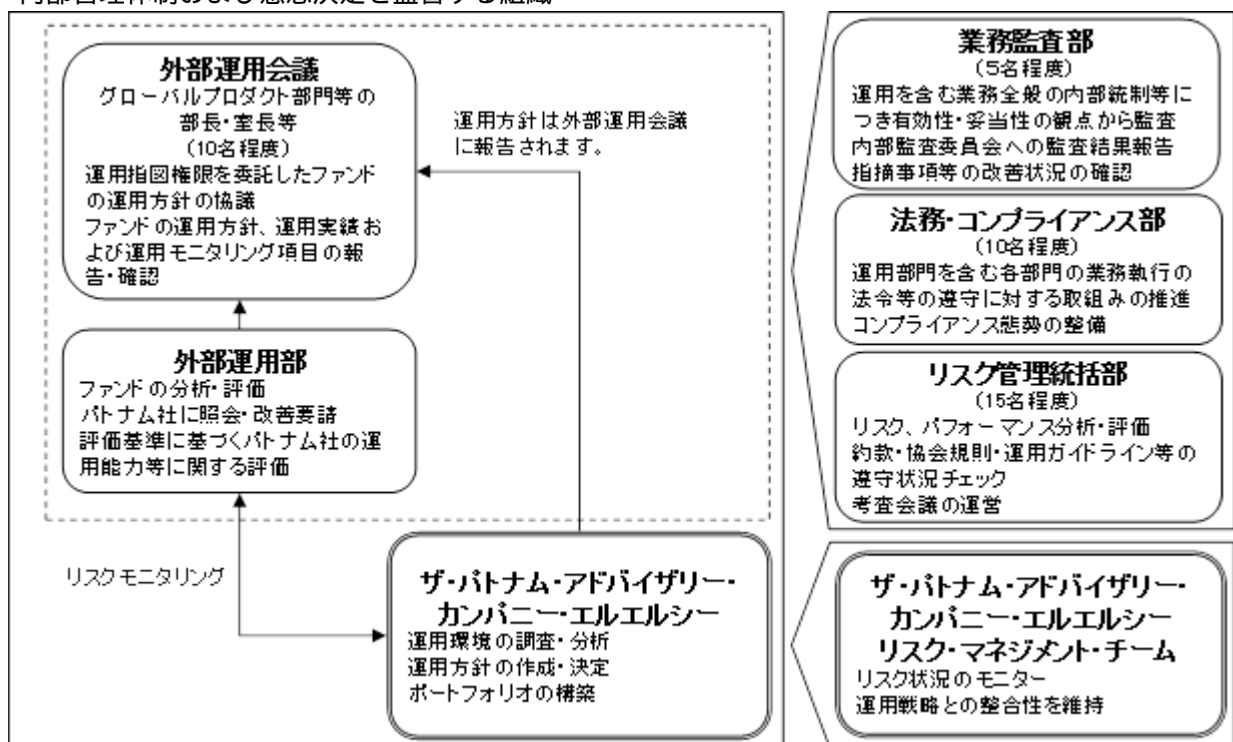 外部運用会議
グローバルプロダクト部門等の
部長・室長等
(10名程度)
運用指図権限を委託したファンド
の運用方針の協議
ファンドの運用方針、運用実績お
よび運用モニタリング項目の報
告・確認
運用方針は外部運用会議
に報告されます。
外部運用部
ファンドの分析・評価
パトナム社に照会・改善要請
評価基準に基づくパトナム社の運
用能力等に関する評価
リスクモニタリング
ザ・パトナム・アドバイザリー・
カンパニー・エルエルシー
運用環境の調査・分析
運用方針の作成・決定
ポートフォリオの構築
業務監査部
(5名程度)
運用を含む業務全般の内部統制等に
つき有効性・妥当性の観点から監査
内部監査委員会への監査結果報告
指摘事項等の改善状況の確認
法務・コンプライアンス部
(10名程度)
運用部門を含む各部門の業務執行の
法令等の遵守に対する取組みの推進
コンプライアンス態勢の整備
リスク管理統括部
(15名程度)
リスク、パフォーマンス分析・評価
約款・協会規則・運用ガイドライン等の
遵守状況チェック
考査会議の運営
ザ・パトナム・アドバイザリー・
カンパニー・エルエルシー
リスク・マネジメント・チーム
リスク状況のモニター
運用戦略との整合性を維持